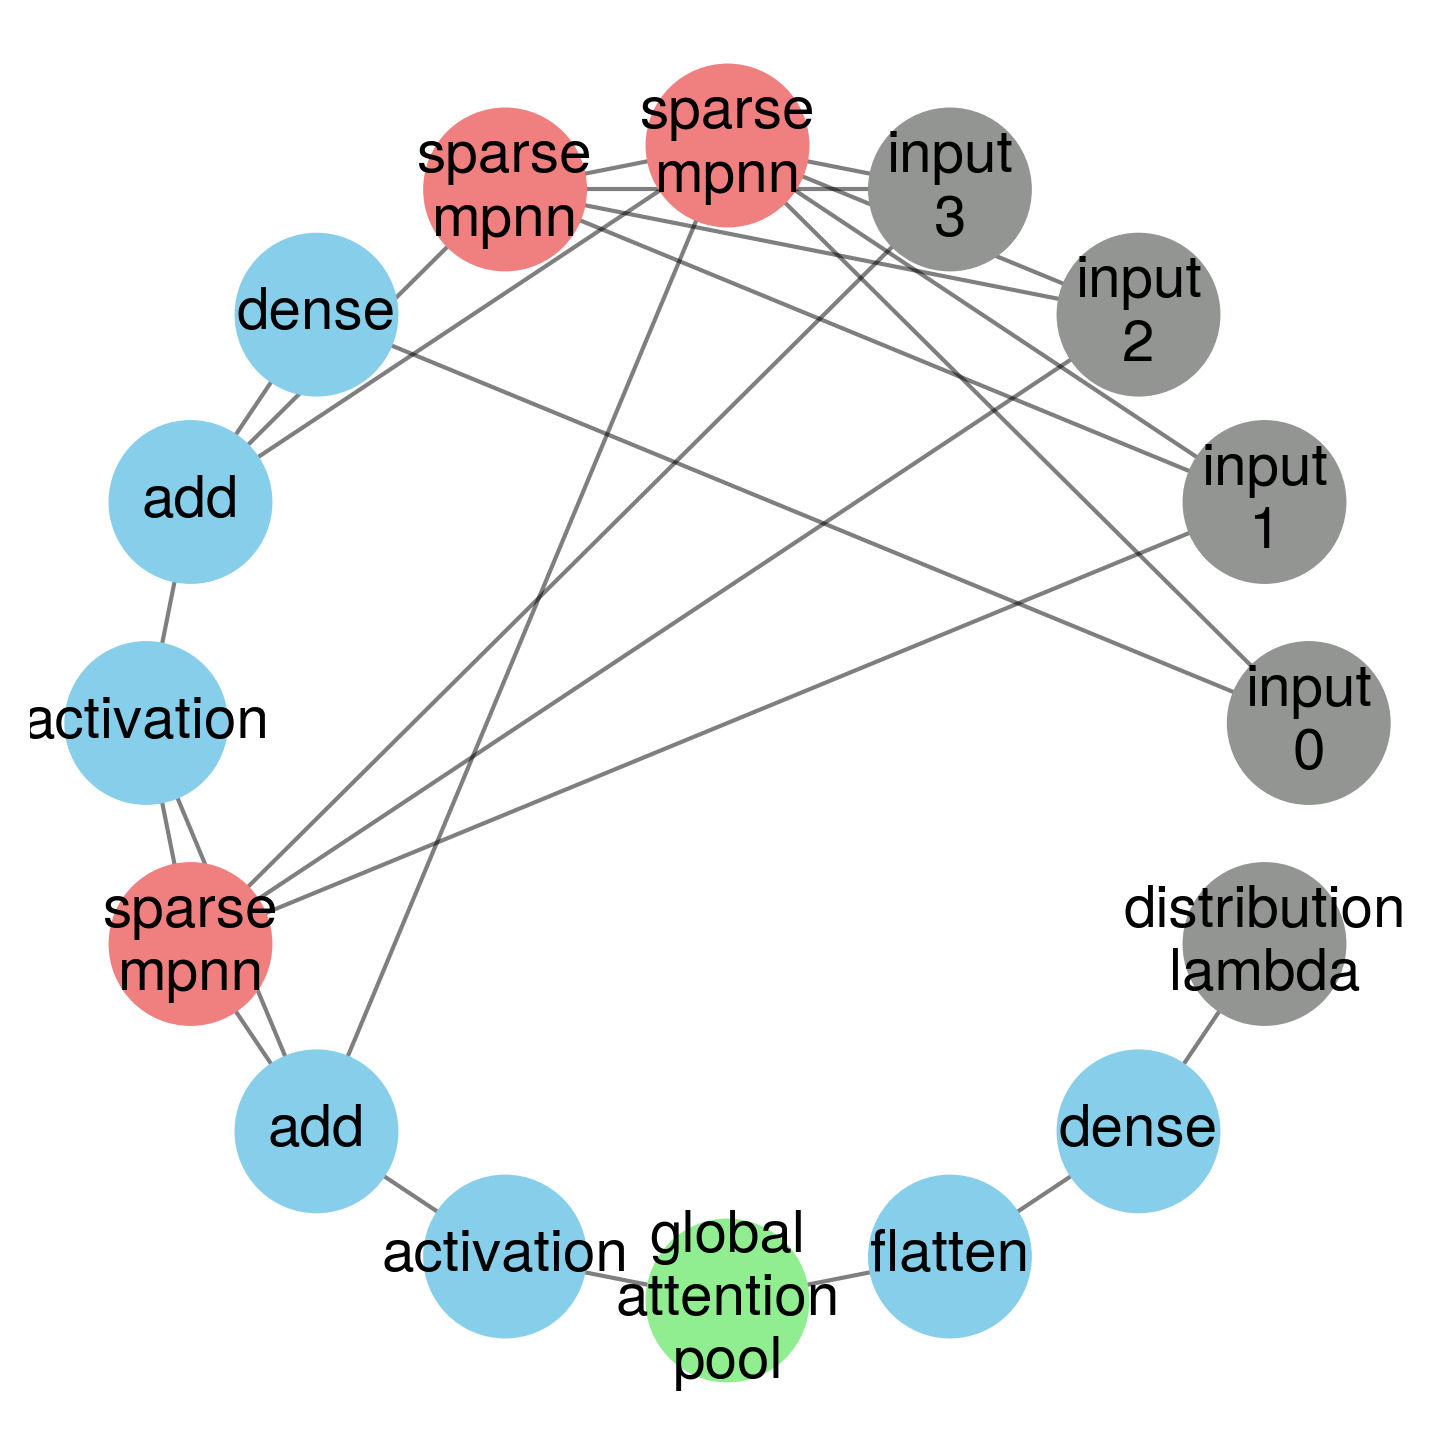 sparse
mpnn
sparse
mpnn
input
3
dense
input
2
add
input
1
activation
input
0
sparse
mpnn
distribution
lambda
add
dense
activation
global
attention
pool
flatten